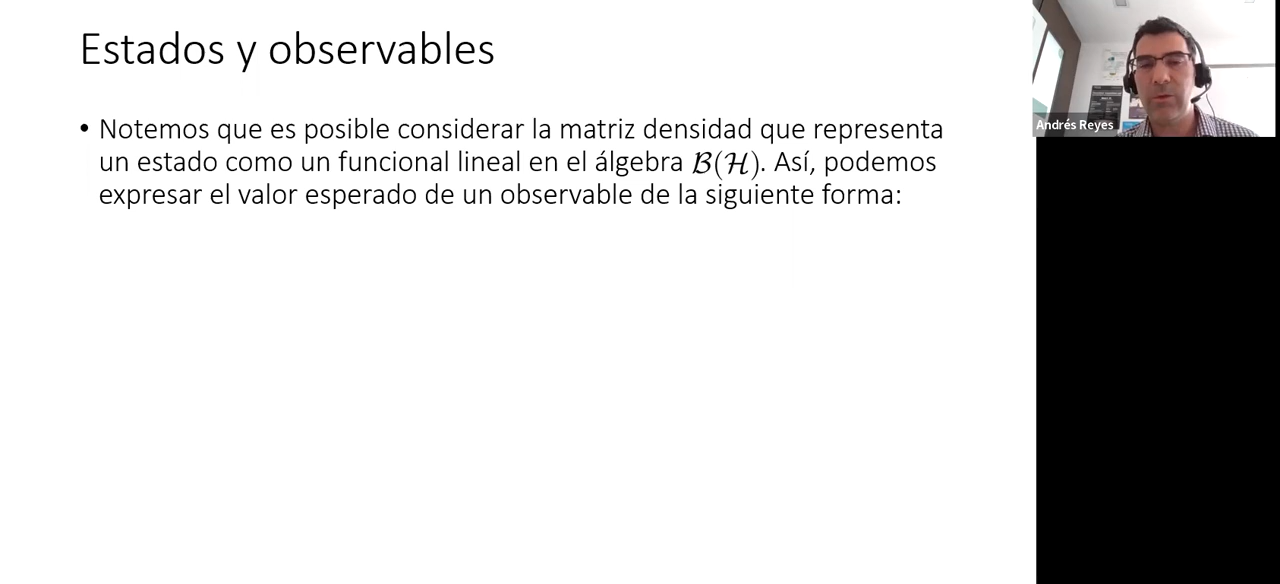 Estados y observables
• Notemos que es posible considerar la matriz densidad que representa
un estado como un funcional lineal en el álgebra ℬ(ℋ). Así, podemos
expresar el valor esperado de un observable de la siguiente forma:
Andrés Reyes